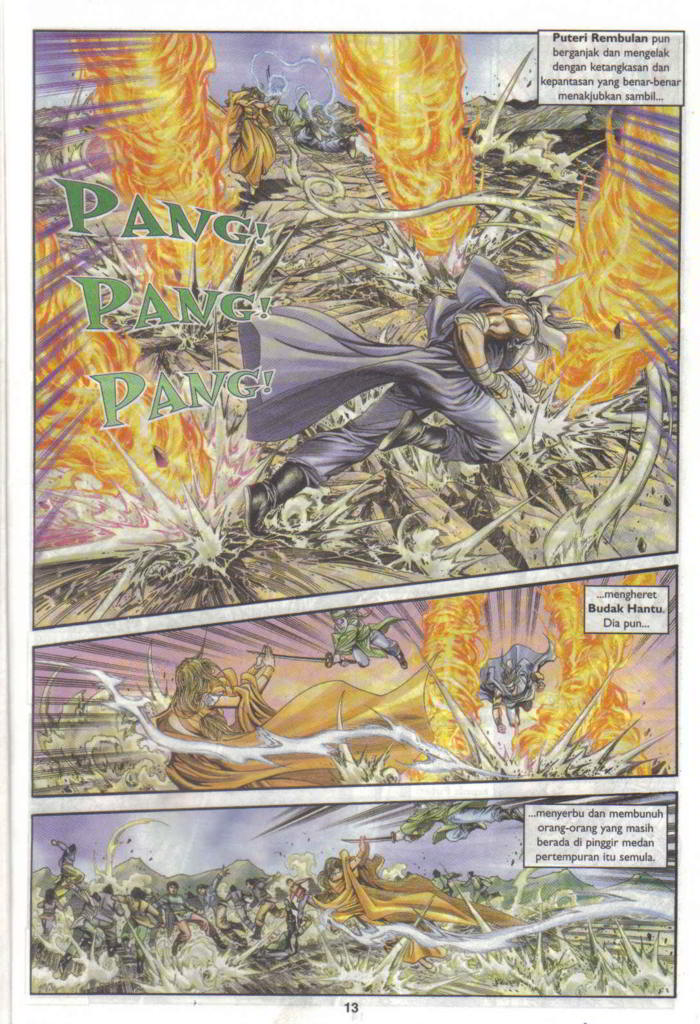 Puteri Rembulan pun
berganjak dan mengelak
dengan ketangkasan dan
kepantasan yang benar-benar
menakjubkan sambil...
PANG!
PANG!
PANG!
...mengheret
Budak Hantu.
Dia pun...
...menyerbu dan membunuh
orang-orang yang masih
berada di pinggir medan
pertempuran itu semula.
13